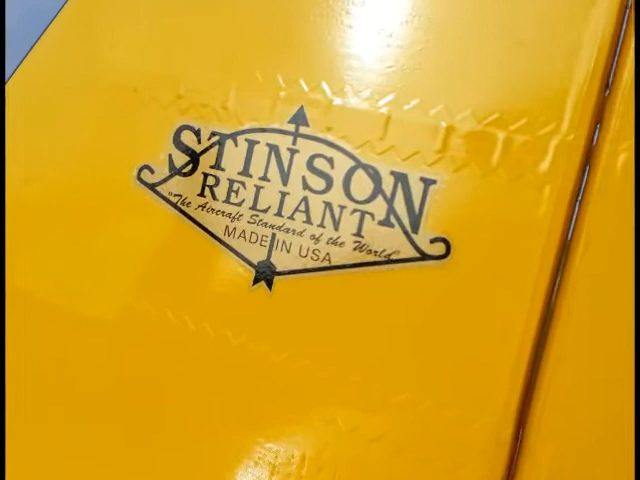 STINSON
RELIANT
"The Aircraft Standard of the World"
MADE IN USA